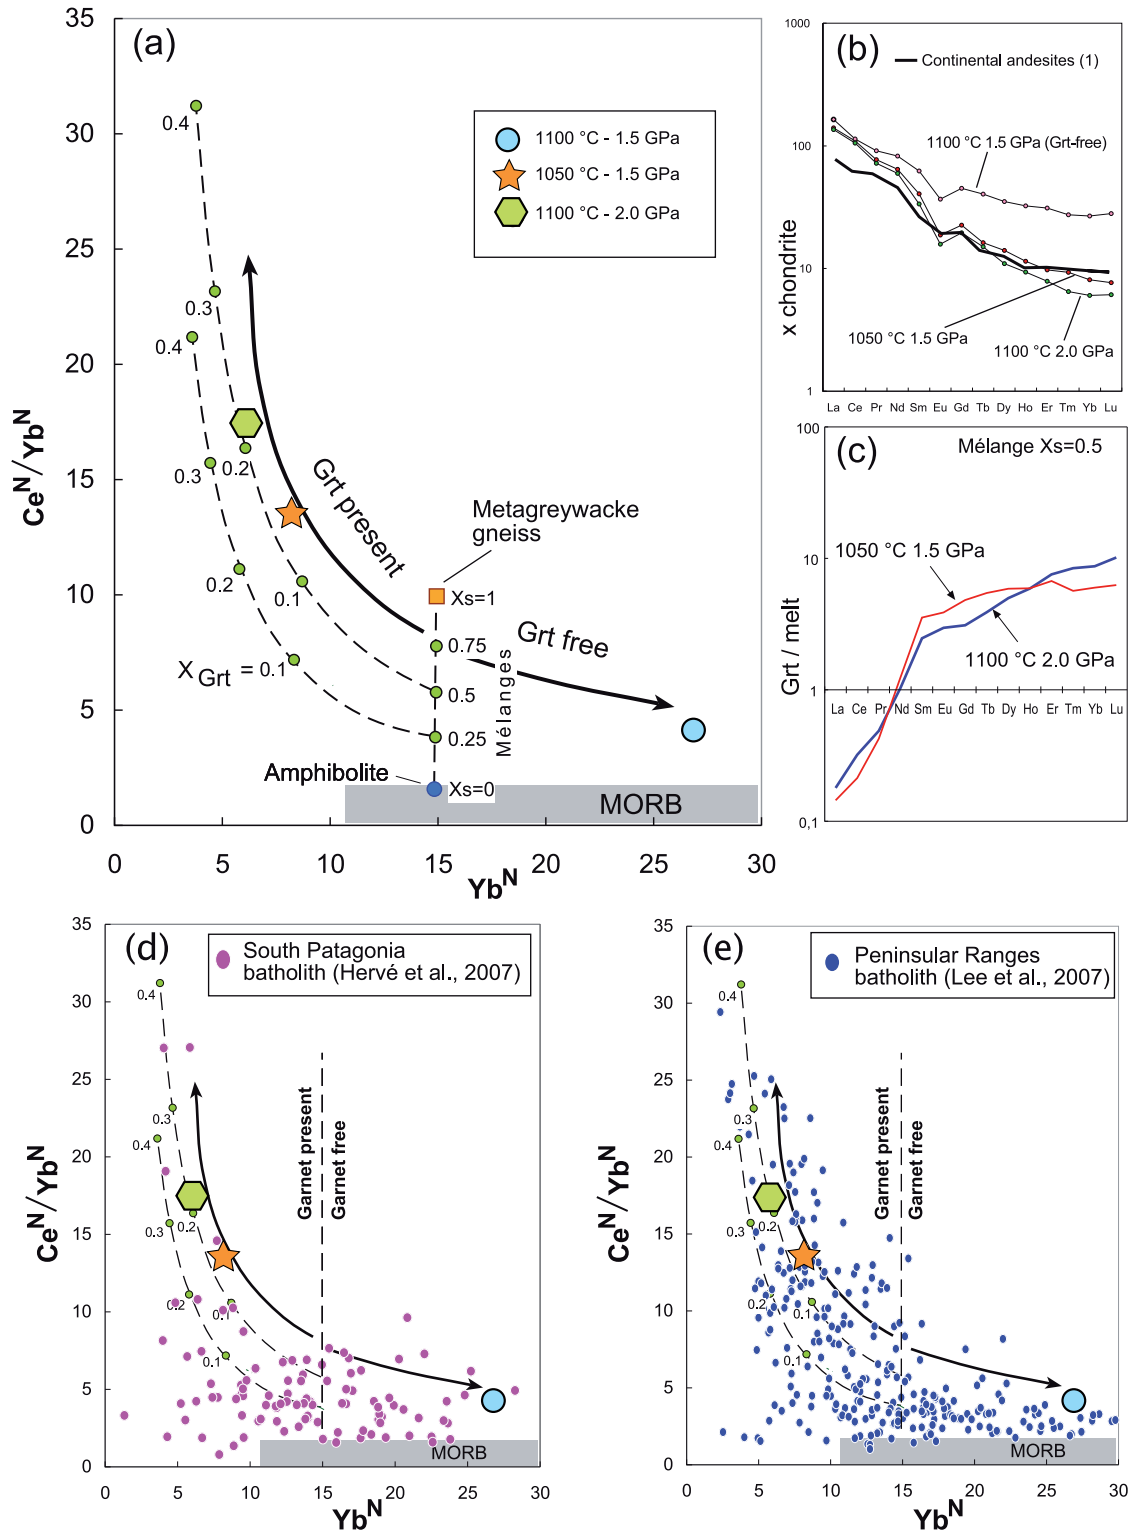 (a)
35
30
25
20
15
10
5
0
0 5 10 15 20 25 30
Ce^N/Yb^N
Yb^N
1100 °C - 1.5 GPa
1050 °C - 1.5 GPa
1100 °C - 2.0 GPa
0.4
0.3
0.4
0.3
0.2
0.2
0.1
X Grt = 0.1
Grt present
Grt free
Metagreywacke
gneiss
Xs=1
0.75
0.5
0.25
Xs=0
Mélanges
Amphibolite
MORB
(b)
1000
100
10
1
x chondrite
Continental andesites (1)
1100 °C 1.5 GPa (Grt-free)
1050 °C 1.5 GPa
1100 °C 2.0 GPa
La Ce Pr Nd Sm Eu Gd Tb Dy Ho Er Tm Yb Lu
(c)
Mélange Xs=0.5
100
10
1
0,1
Grt / melt
1050 °C 1.5 GPa
1100 °C 2.0 GPa
La Ce Pr Nd Sm Eu Gd Tb Dy Ho Er Tm Yb Lu
(d)
South Patagonia
batholith (Hervé et al., 2007)
35
30
25
20
15
10
5
0
0 5 10 15 20 25 30
Ce^N/Yb^N
Yb^N
0.4
0.3
0.4
0.3
0.2
0.2
0.1
0.1
Garnet present
Garnet free
MORB
(e)
Peninsular Ranges
batholith (Lee et al., 2007)
35
30
25
20
15
10
5
0
0 5 10 15 20 25 30
Ce^N/Yb^N
Yb^N
0.4
0.3
0.4
0.3
0.2
0.2
0.1
0.1
Garnet present
Garnet free
MORB